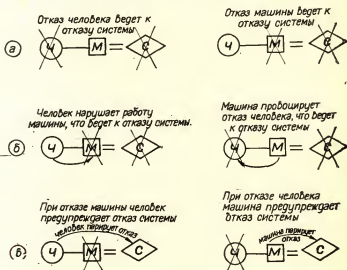 Отказ человека ведет к
отказу системы
Отказ машины ведет к
отказу системы
а
Ч
М
=
С
Ч
М
=
С
Человек нарушает работу
машины, что ведет к отказу системы.
Машина провоцирует
отказ человека, что ведет
к отказу системы
б
Ч
М
=
С
Ч
М
=
С
При отказе машины человек
предупреждает отказ системы
При отказе человека
машина предупреждает
отказ системы
(в)
человек парирует отказ
Ч
М
=
С
машина парирует
отказ
Ч
М
=
С